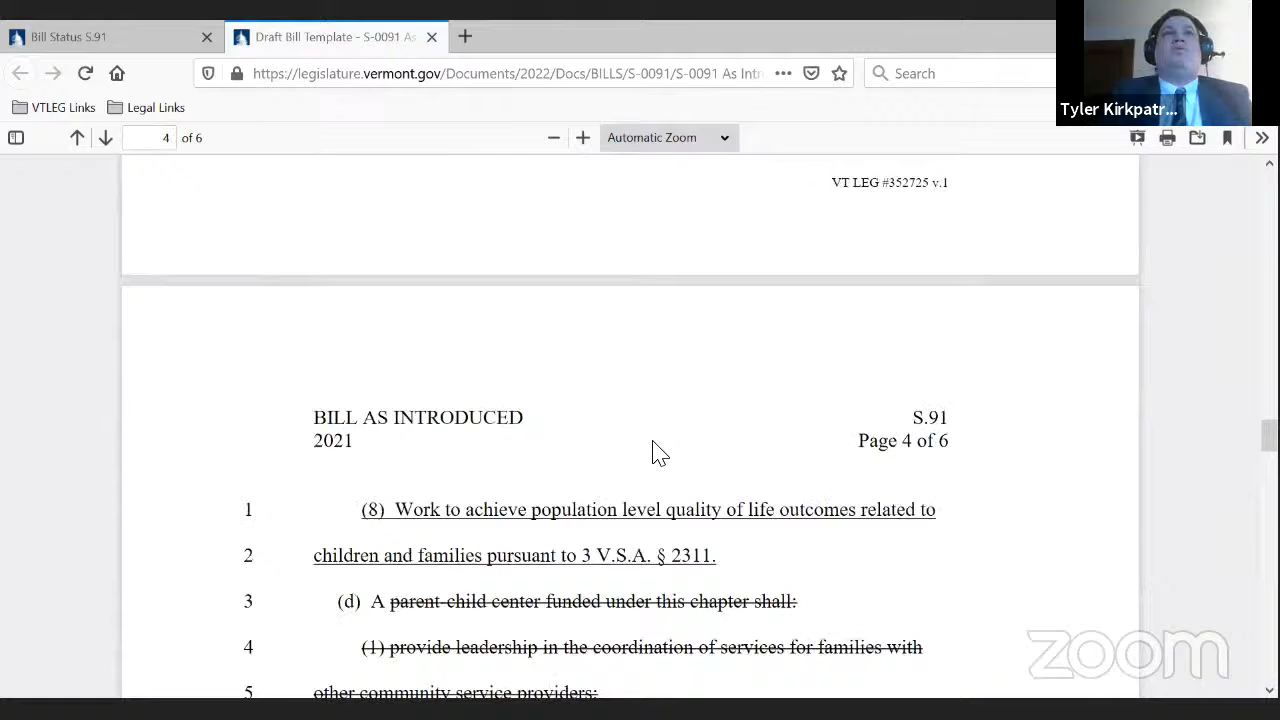 Bill Status S.91
Draft Bill Template - S-0091 As
https://legislature.vermont.gov/Documents/2022/Docs/BILLS/S-0091/S-0091 As Intr
Search
Tyler Kirkpatr...
VTLEG Links
Legal Links
4 of 6
Automatic Zoom
VT LEG #352725 v.1
BILL AS INTRODUCED S.91
2021 Page 4 of 6
1 (8) Work to achieve population level quality of life outcomes related to
2 children and families pursuant to 3 V.S.A. § 2311.
3 (d) A parent-child center funded under this chapter shall:
4 (1) provide leadership in the coordination of services for families with
5 other community service providers;
zoom